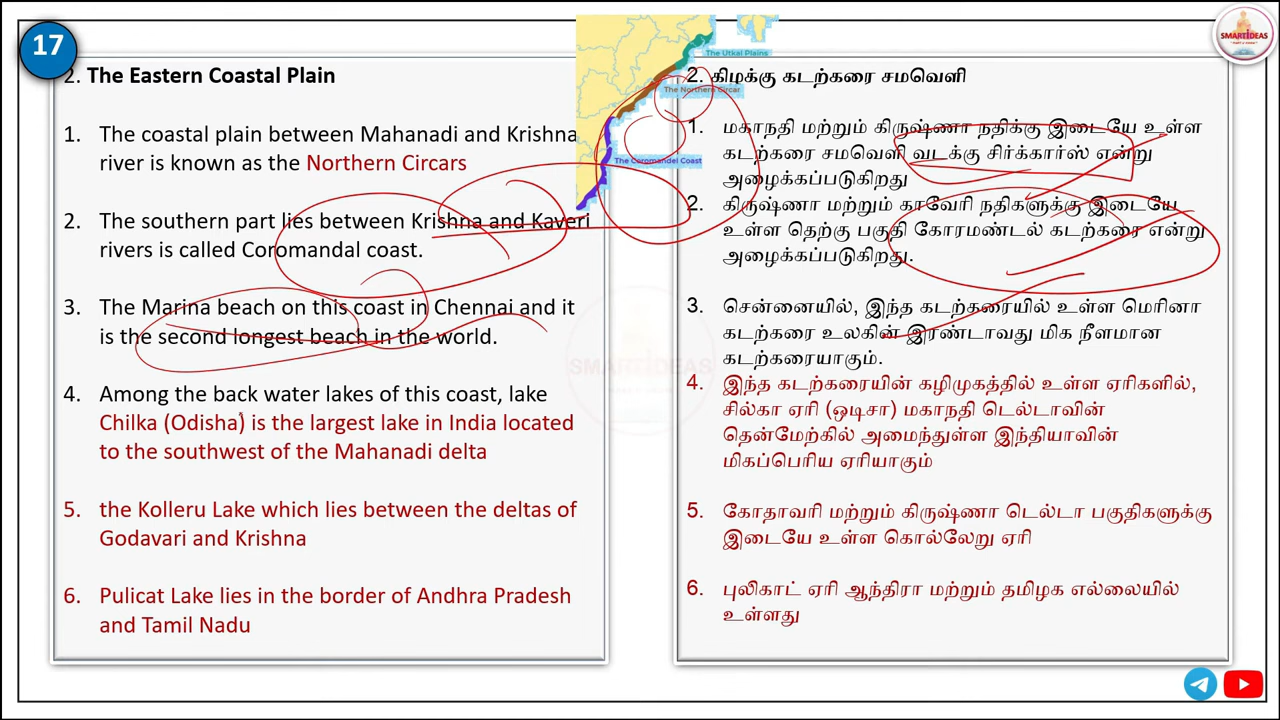 17
SMARTIDEAS
The Utkal Plains
The Northern Circar
The Coromandel Coast
2. The Eastern Coastal Plain
1. The coastal plain between Mahanadi and Krishna
river is known as the Northern Circars
2. The southern part lies between Krishna and Kaveri
rivers is called Coromandal coast.
3. The Marina beach on this coast in Chennai and it
is the second longest beach in the world.
4. Among the back water lakes of this coast, lake
Chilka (Odisha) is the largest lake in India located
to the southwest of the Mahanadi delta
5. the Kolleru Lake which lies between the deltas of
Godavari and Krishna
6. Pulicat Lake lies in the border of Andhra Pradesh
and Tamil Nadu
2. கிழக்கு கடற்கரை சமவெளி
1. மகாநதி மற்றும் கிருஷ்ணா நதிக்கு இடையே உள்ள
கடற்கரை சமவெளி வடக்கு சிர்க்கார்ஸ் என்று
அழைக்கப்படுகிறது
2. கிருஷ்ணா மற்றும் காவேரி நதிகளுக்கு இடையே
உள்ள தெற்கு பகுதி கோரமண்டல் கடற்கரை என்று
அழைக்கப்படுகிறது.
3. சென்னையில், இந்த கடற்கரையில் உள்ள மெரினா
கடற்கரை உலகின் இரண்டாவது மிக நீளமான
கடற்கரையாகும்.
4. இந்த கடற்கரையின் கழிமுகத்தில் உள்ள ஏரிகளில்,
சில்கா ஏரி (ஒடிசா) மகாநதி டெல்டாவின்
தென்மேற்கில் அமைந்துள்ள இந்தியாவின்
மிகப்பெரிய ஏரியாகும்
5. கோதாவரி மற்றும் கிருஷ்ணா டெல்டா பகுதிகளுக்கு
இடையே உள்ள கொல்லேறு ஏரி
6. புலிகாட் ஏரி ஆந்திரா மற்றும் தமிழக எல்லையில்
உள்ளது
SMARTIDEAS